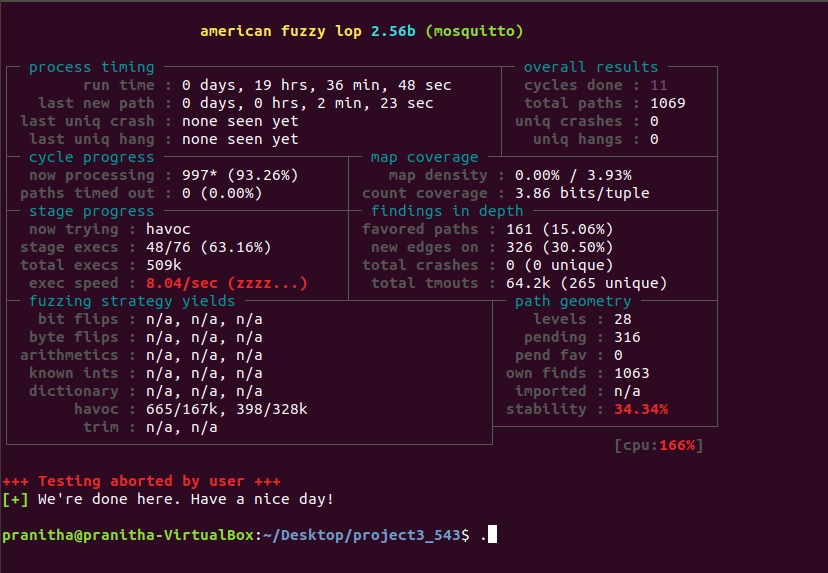 american fuzzy lop 2.56b (mosquitto)
process timing overall results
run time : 0 days, 19 hrs, 36 min, 48 sec cycles done : 11
last new path : 0 days, 0 hrs, 2 min, 23 sec total paths : 1069
last uniq crash : none seen yet uniq crashes : 0
last uniq hang : none seen yet uniq hangs : 0
cycle progress map coverage
now processing : 997* (93.26%) map density : 0.00% / 3.93%
paths timed out : 0 (0.00%) count coverage : 3.86 bits/tuple
stage progress findings in depth
now trying : havoc favored paths : 161 (15.06%)
stage execs : 48/76 (63.16%) new edges on : 326 (30.50%)
total execs : 509k total crashes : 0 (0 unique)
exec speed : 8.04/sec (zzzz...) total tmouts : 64.2k (265 unique)
fuzzing strategy yields path geometry
bit flips : n/a, n/a, n/a levels : 28
byte flips : n/a, n/a, n/a pending : 316
arithmetics : n/a, n/a, n/a pend fav : 0
known ints : n/a, n/a, n/a own finds : 1063
dictionary : n/a, n/a, n/a imported : n/a
havoc : 665/167k, 398/328k stability : 34.34%
trim : n/a, n/a
[cpu:166%]
+++ Testing aborted by user +++
[+] We're done here. Have a nice day!
pranitha@pranitha-VirtualBox:~/Desktop/project3_543$ .